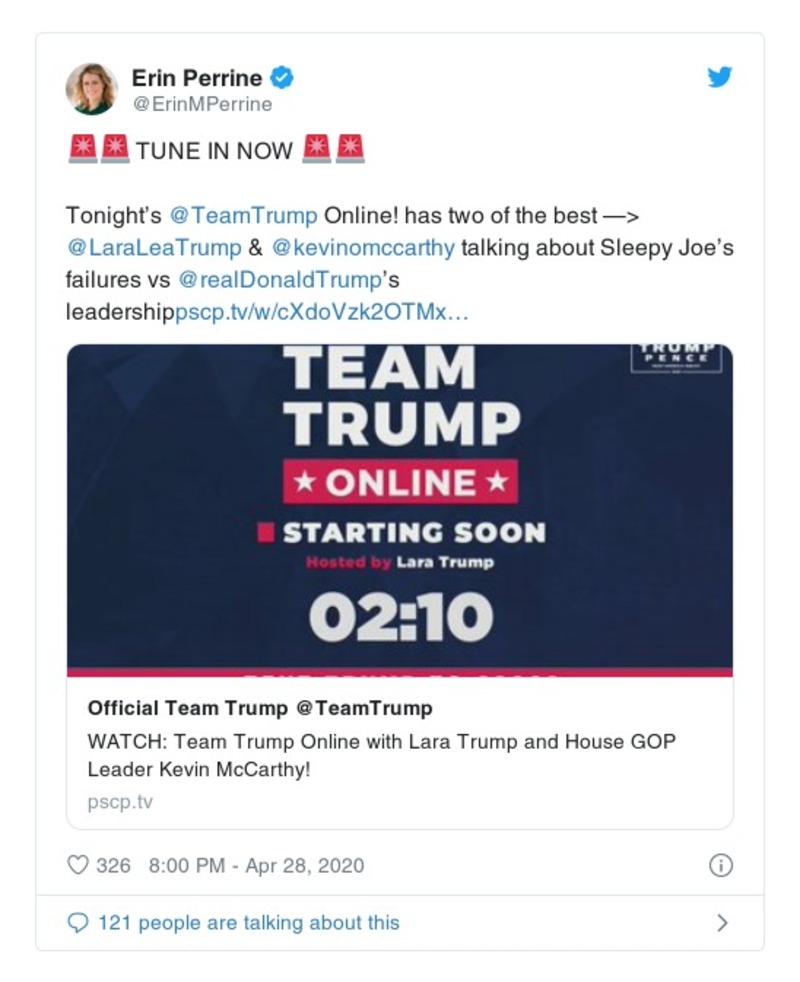 Erin Perrine
@ErinMPerrine
TUNE IN NOW
Tonight’s @TeamTrump Online! has two of the best —>
@LaraLeaTrump & @kevinomccarthy talking about Sleepy Joe’s
failures vs @realDonaldTrump’s
leadershippscp.tv/w/cXdoVzk2OTMx…
TEAM
TRUMP
TRUMP
PENCE
★ ONLINE ★
STARTING SOON
Hosted by Lara Trump
02:10
Official Team Trump @TeamTrump
WATCH: Team Trump Online with Lara Trump and House GOP
Leader Kevin McCarthy!
pscp.tv
326 8:00 PM - Apr 28, 2020
121 people are talking about this